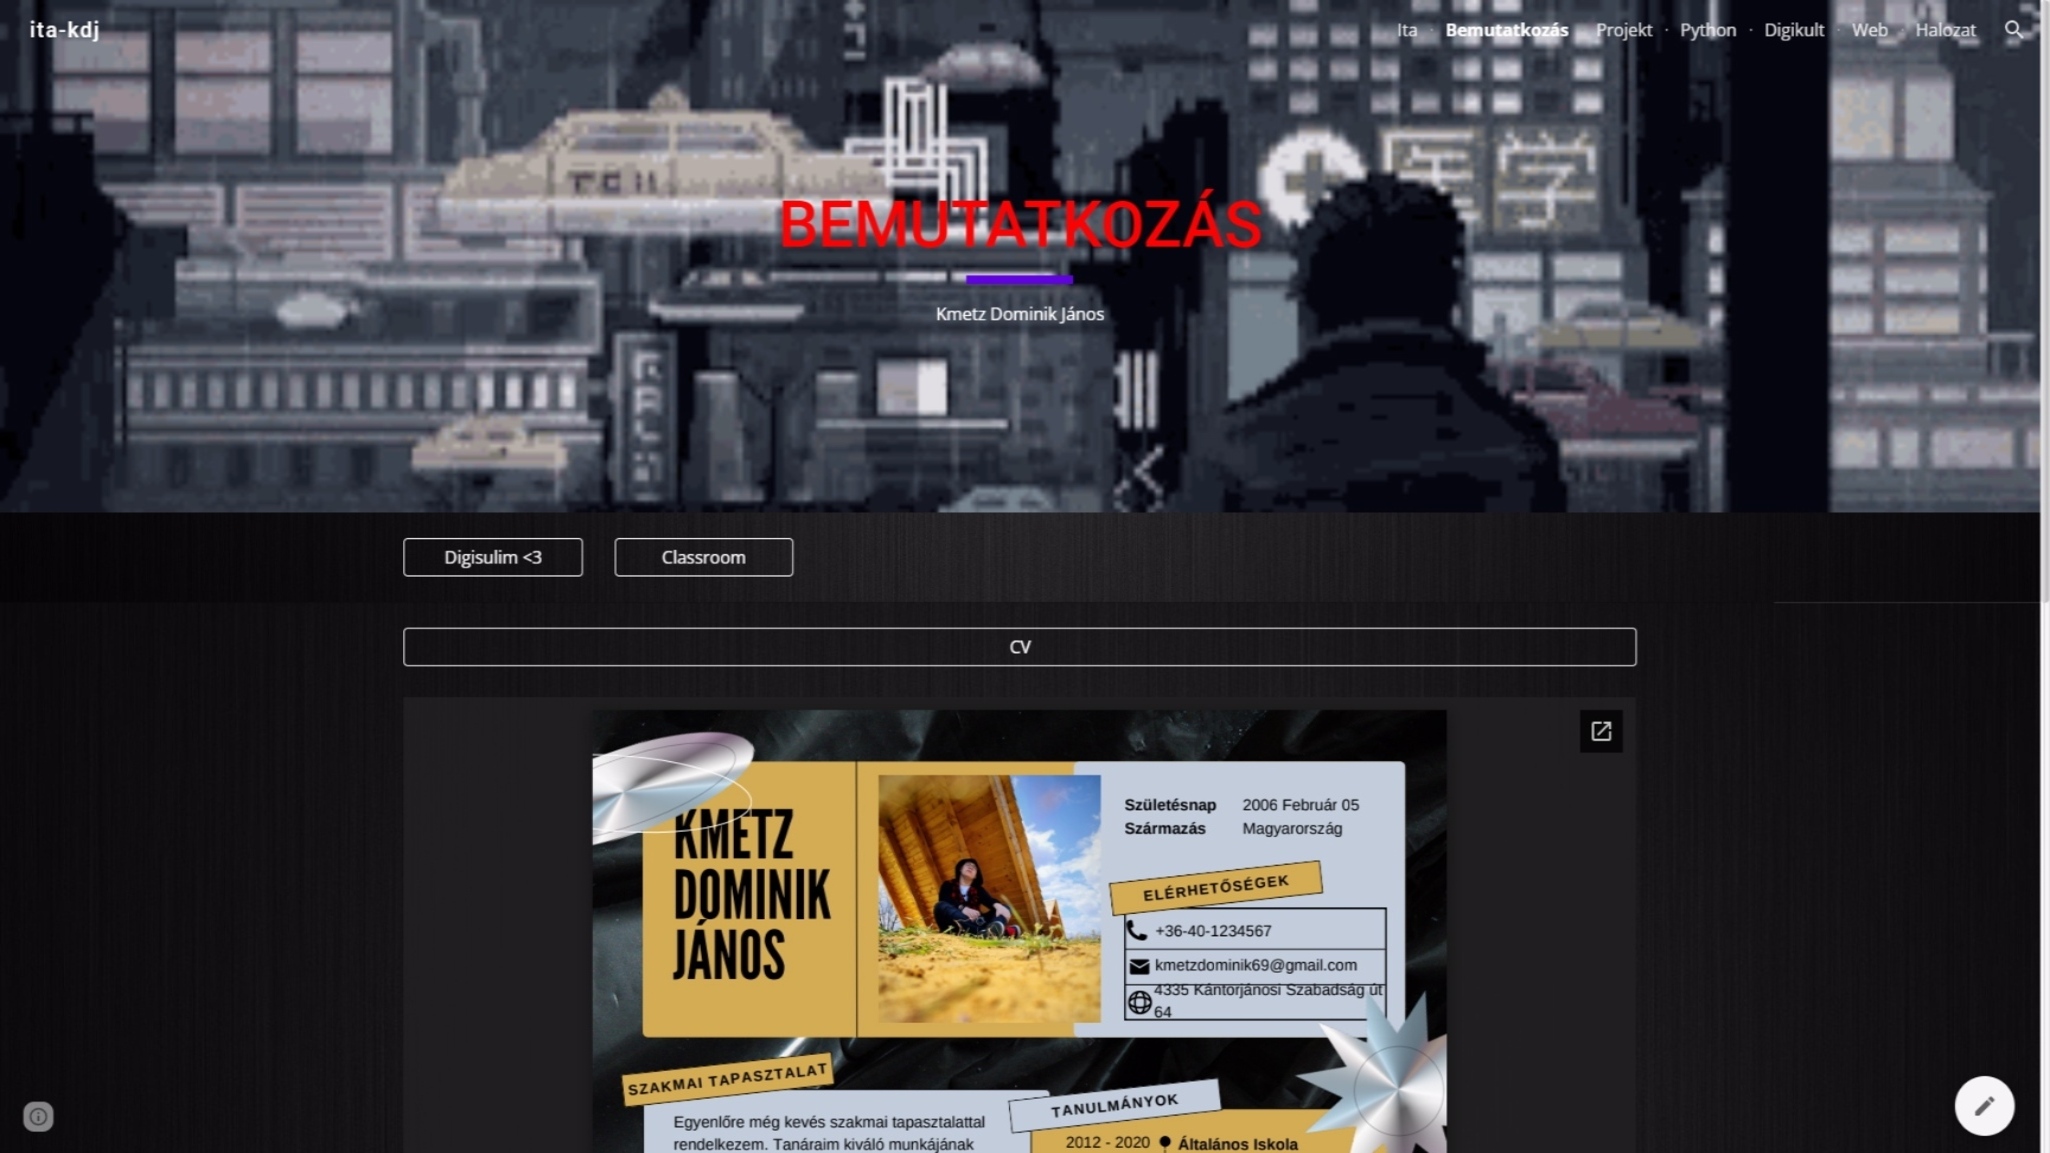 ita-kdj
Ita · Bemutatkozás Projekt · Python · Digikult · Web Halozat
BEMUTATKOZÁS
Kmetz Dominik János
Digisulim <3 Classroom
CV
KMETZ
DOMINIK
JÁNOS
Születésnap 2006 Február 05
Származás Magyarország
ELÉRHETŐSÉGEK
+36-40-1234567
kmetzdominik69@gmail.com
4335 Kántorjánosi Szabadság út
64
SZAKMAI TAPASZTALAT
Egyenlőre még kevés szakmai tapasztalattal
rendelkezem. Tanáraim kiváló munkájának
TANULMÁNYOK
2012 - 2020 Általános Iskola